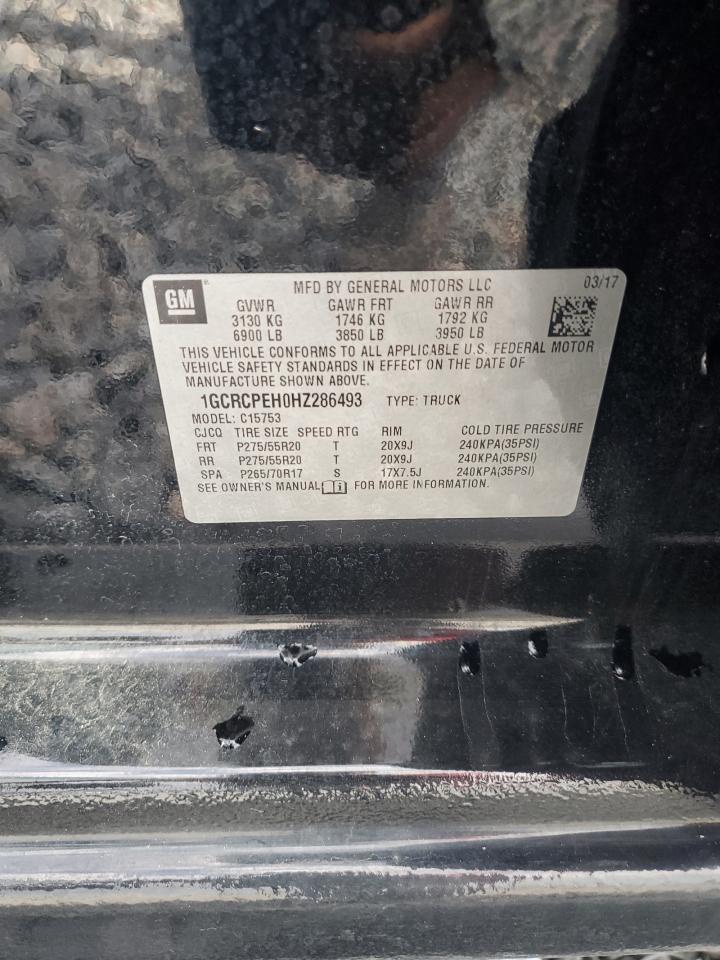 GM
MFD BY GENERAL MOTORS LLC 03/17
GVWR GAWR FRT GAWR RR
3130 KG 1746 KG 1792 KG
6900 LB 3850 LB 3950 LB
THIS VEHICLE CONFORMS TO ALL APPLICABLE U.S. FEDERAL MOTOR
VEHICLE SAFETY STANDARDS IN EFFECT ON THE DATE OF
MANUFACTURE SHOWN ABOVE.
1GCRCPEH0HZ286493 TYPE: TRUCK
MODEL: C15753
CJCQ TIRE SIZE SPEED RTG RIM COLD TIRE PRESSURE
FRT P275/55R20 T 20X9J 240KPA(35PSI)
RR P275/55R20 T 20X9J 240KPA(35PSI)
SPA P265/70R17 S 17X7.5J 240KPA(35PSI)
SEE OWNER'S MANUAL i FOR MORE INFORMATION.